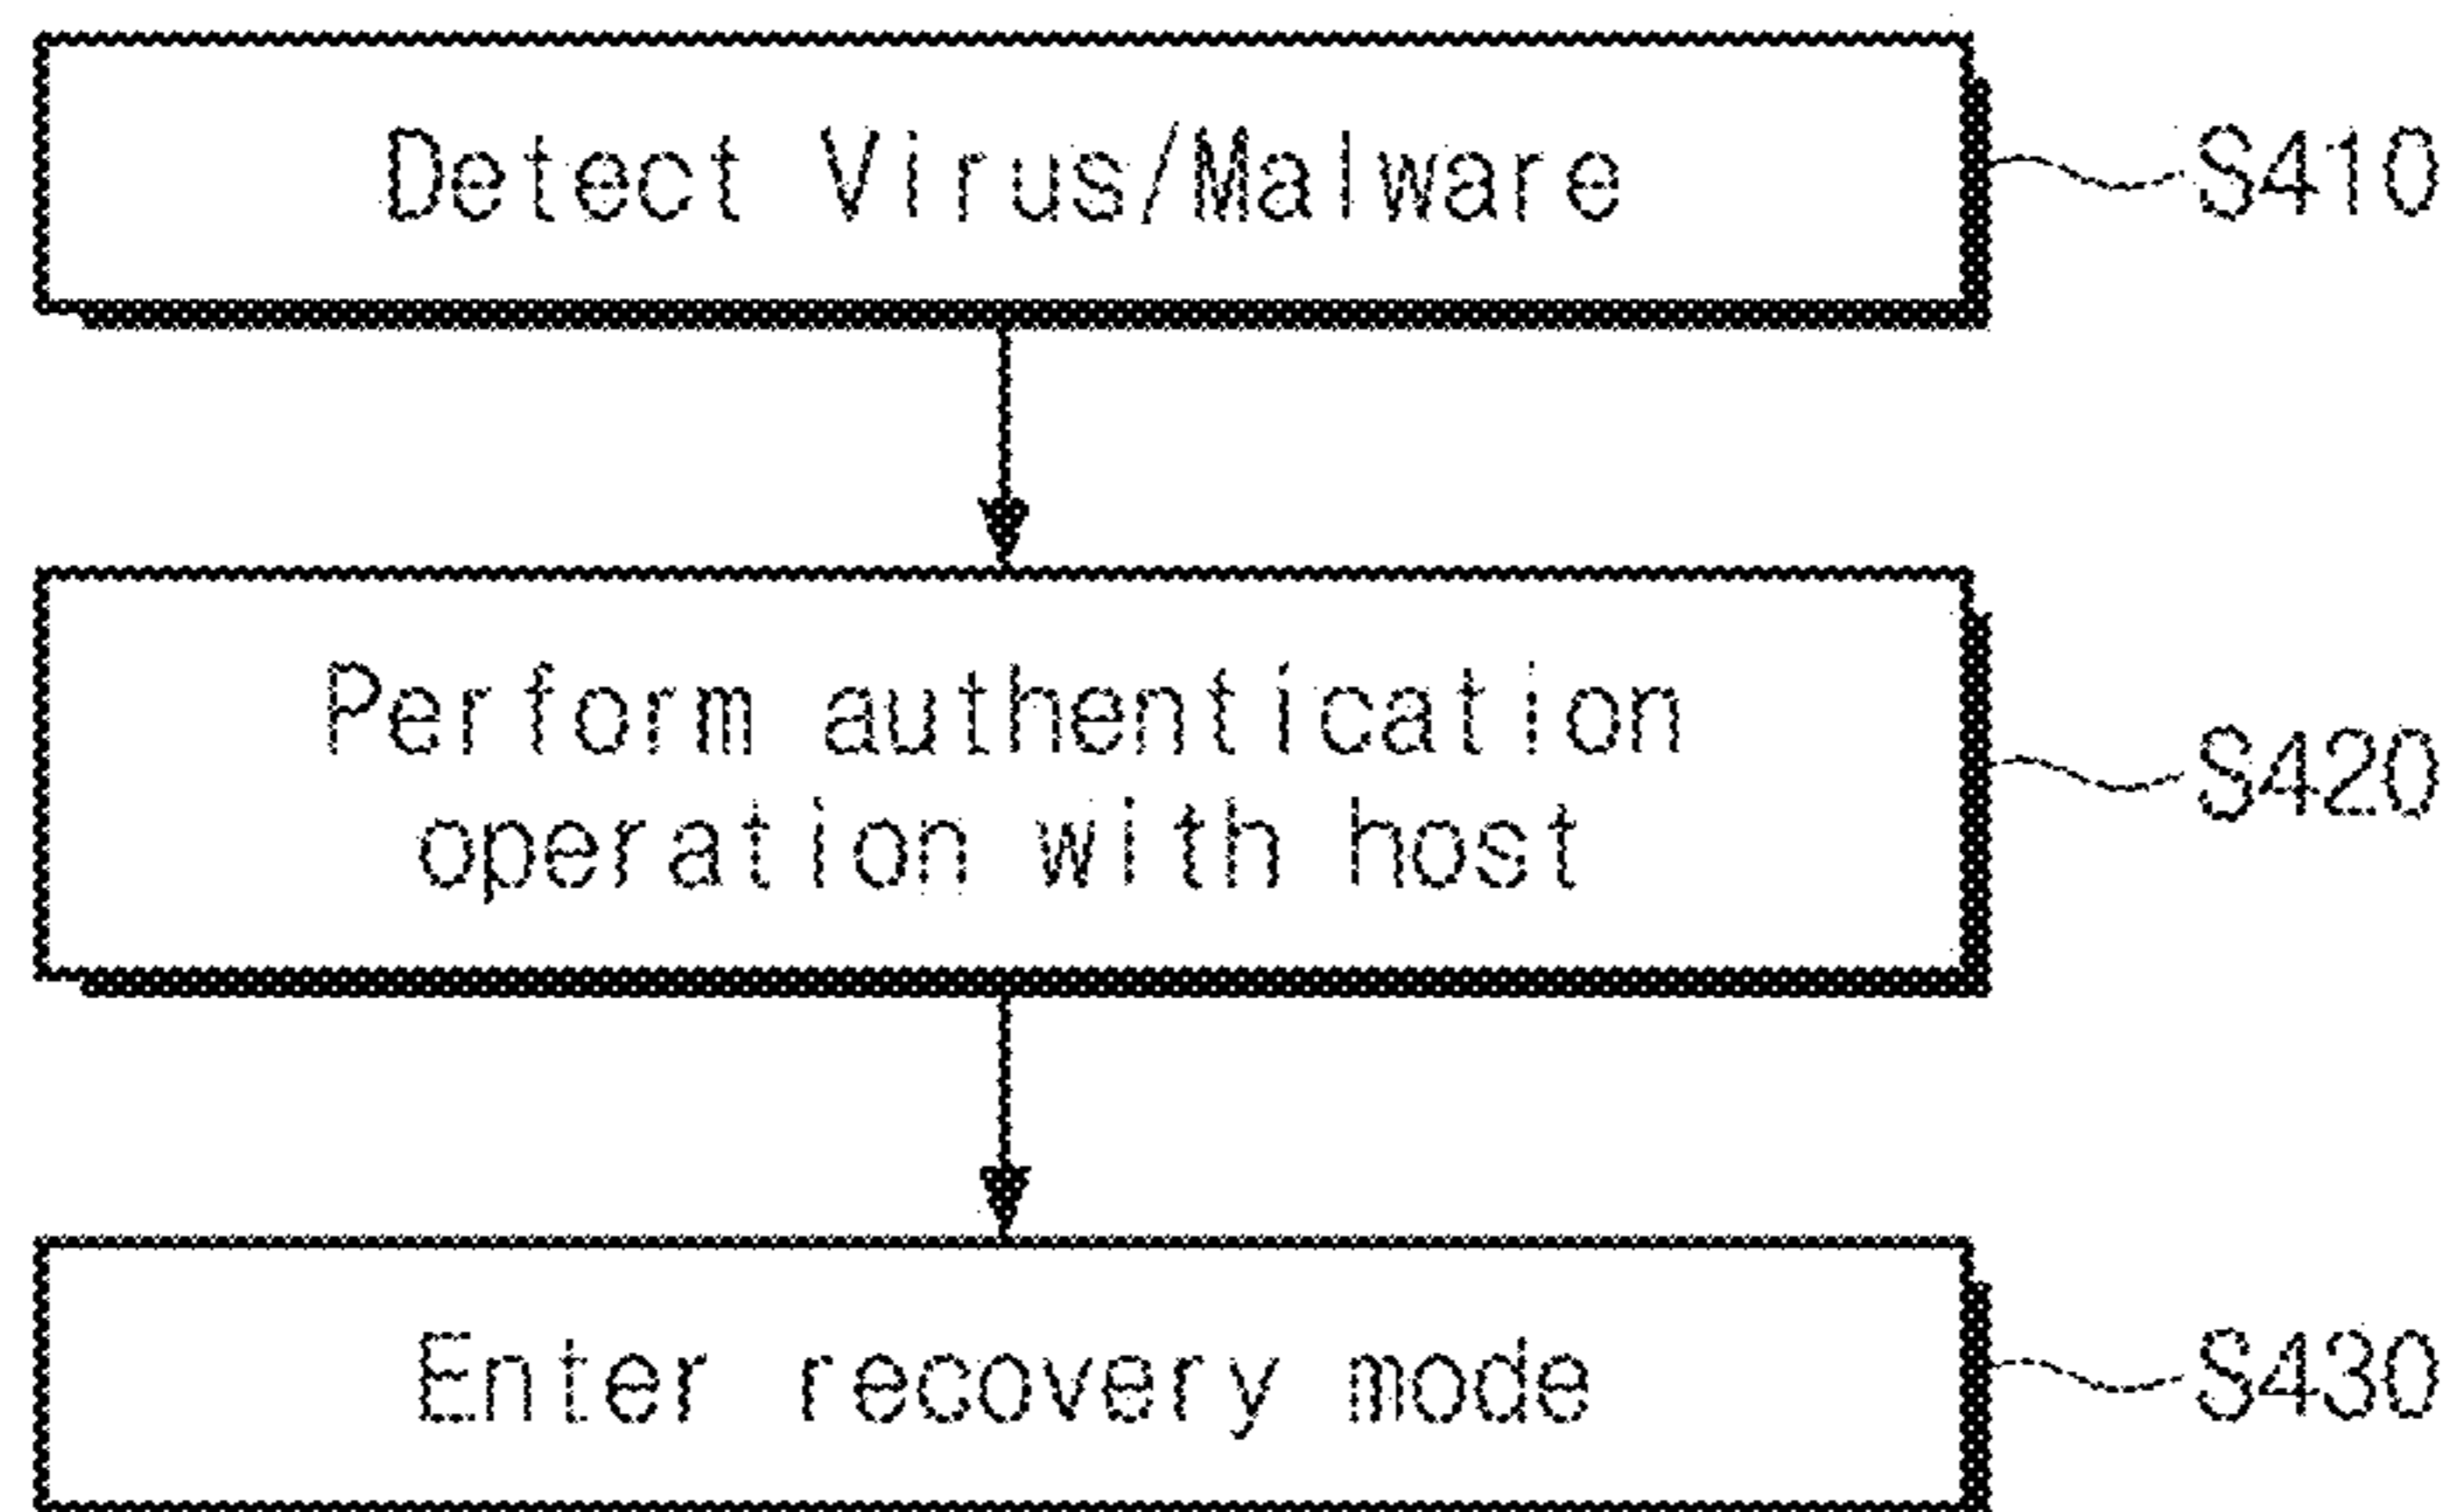 Detect Virus/Malware
S410
Perform authentication
operation with host
S420
Enter recovery mode
S430